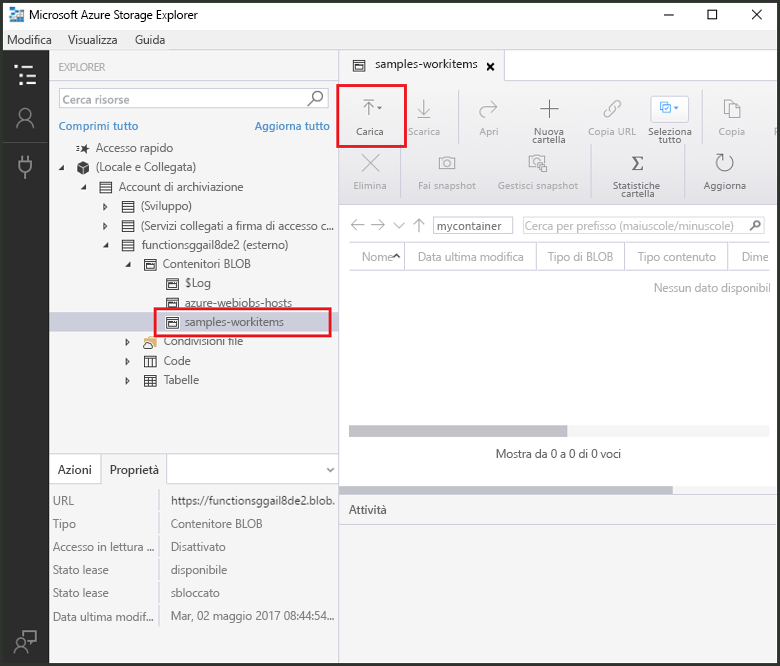 Microsoft Azure Storage Explorer
Modifica Visualizza Guida
EXPLORER
Cerca risorse
Comprimi tutto Aggiorna tutto
Accesso rapido
(Locale e Collegata)
Account di archiviazione
(Sviluppo)
(Servizi collegati a firma di accesso c...
functionsggail8de2 (esterno)
Contenitori BLOB
$Log
azure-webjobs-hosts
samples-workitems
Condivisioni file
Code
Tabelle
Azioni Proprietà
URL https://functionsggail8de2.blob.
Tipo Contenitore BLOB
Accesso in lettura ... Disattivato
Stato lease disponibile
Stato lease sbloccato
Data ultima modif... Mar, 02 maggio 2017 08:44:54...
samples-workitems
Carica Scarica Apri Nuova cartella Copia URL Seleziona tutto Copia
Elimina Fai snapshot Gestisci snapshot Statistiche cartella Aggiorna
mycontainer Cerca per prefisso (maiuscole/minuscole)
Nome Data ultima modifica Tipo di BLOB Tipo contenuto Dime
Nessun dato disponibil
Mostra da 0 a 0 di 0 voci
Attività